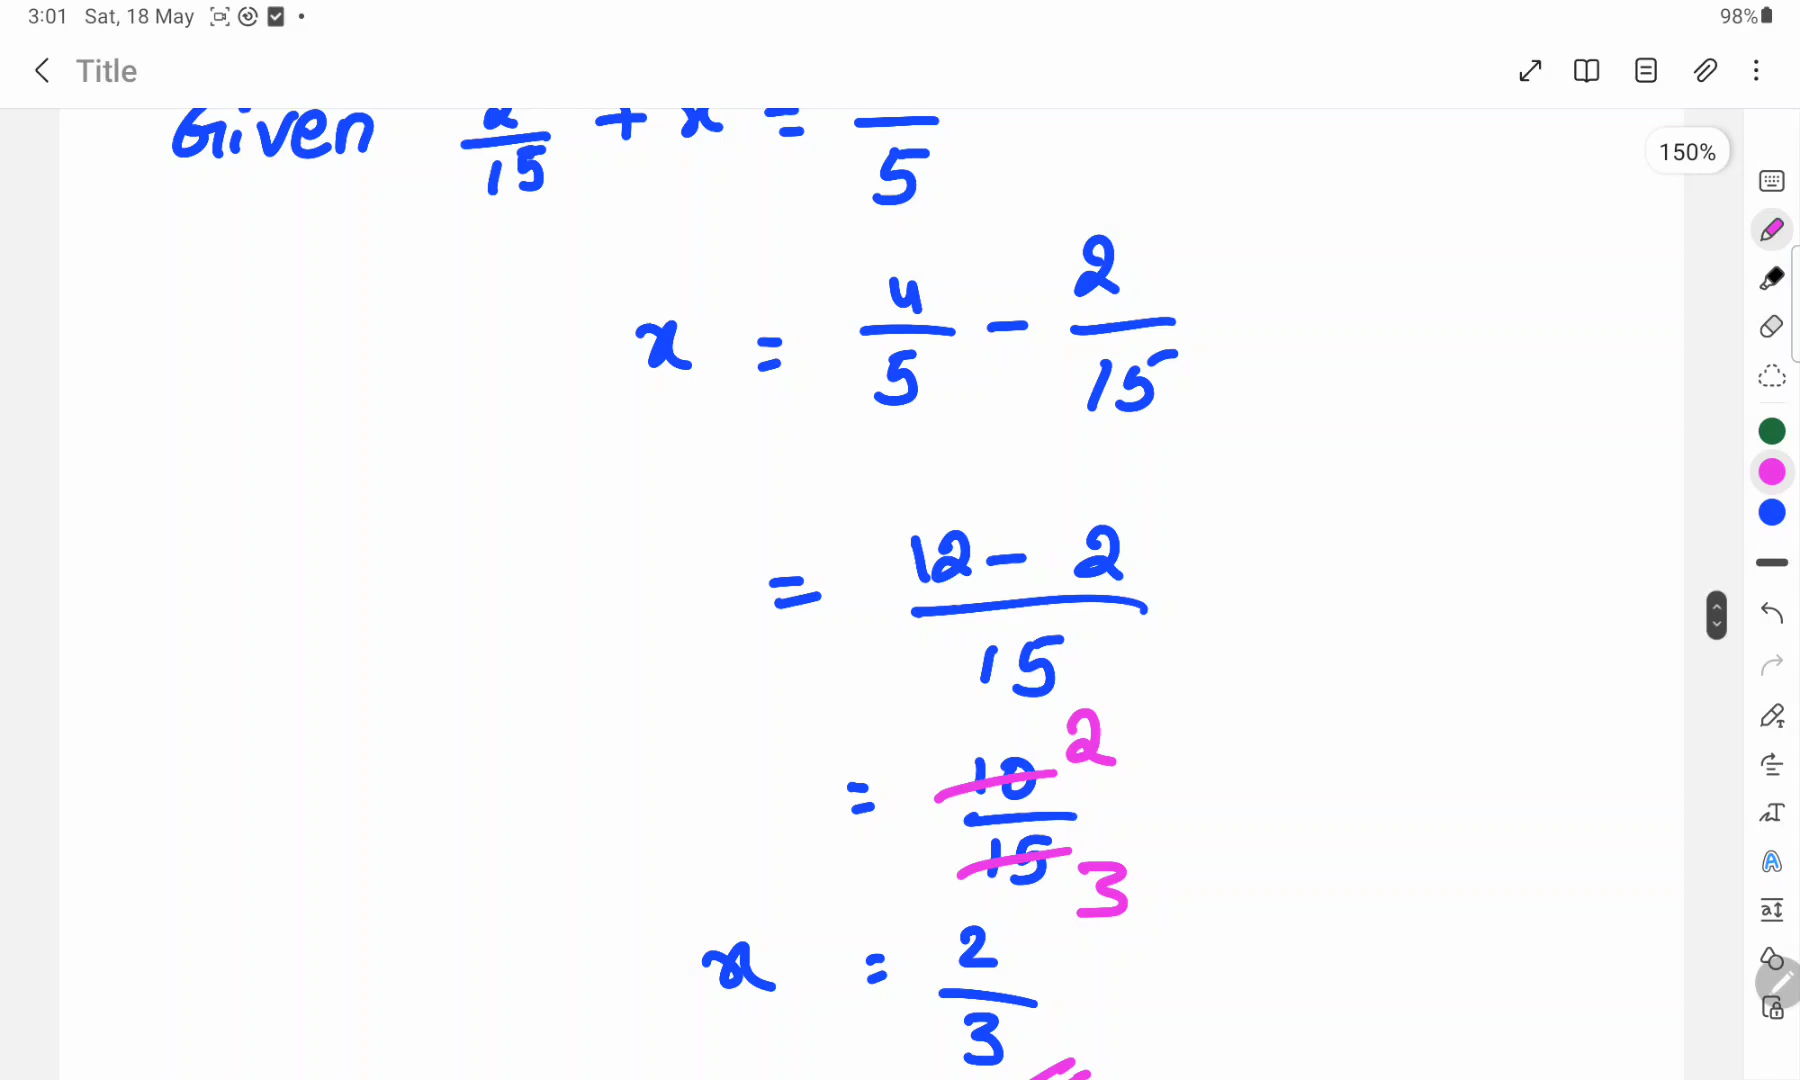 3:01 Sat, 18 May 98%
Title
150%
Given 2/15 + x = /5
x = 4/5 - 2/15
= 12 - 2 / 15
= 10/15 2 3
x = 2/3